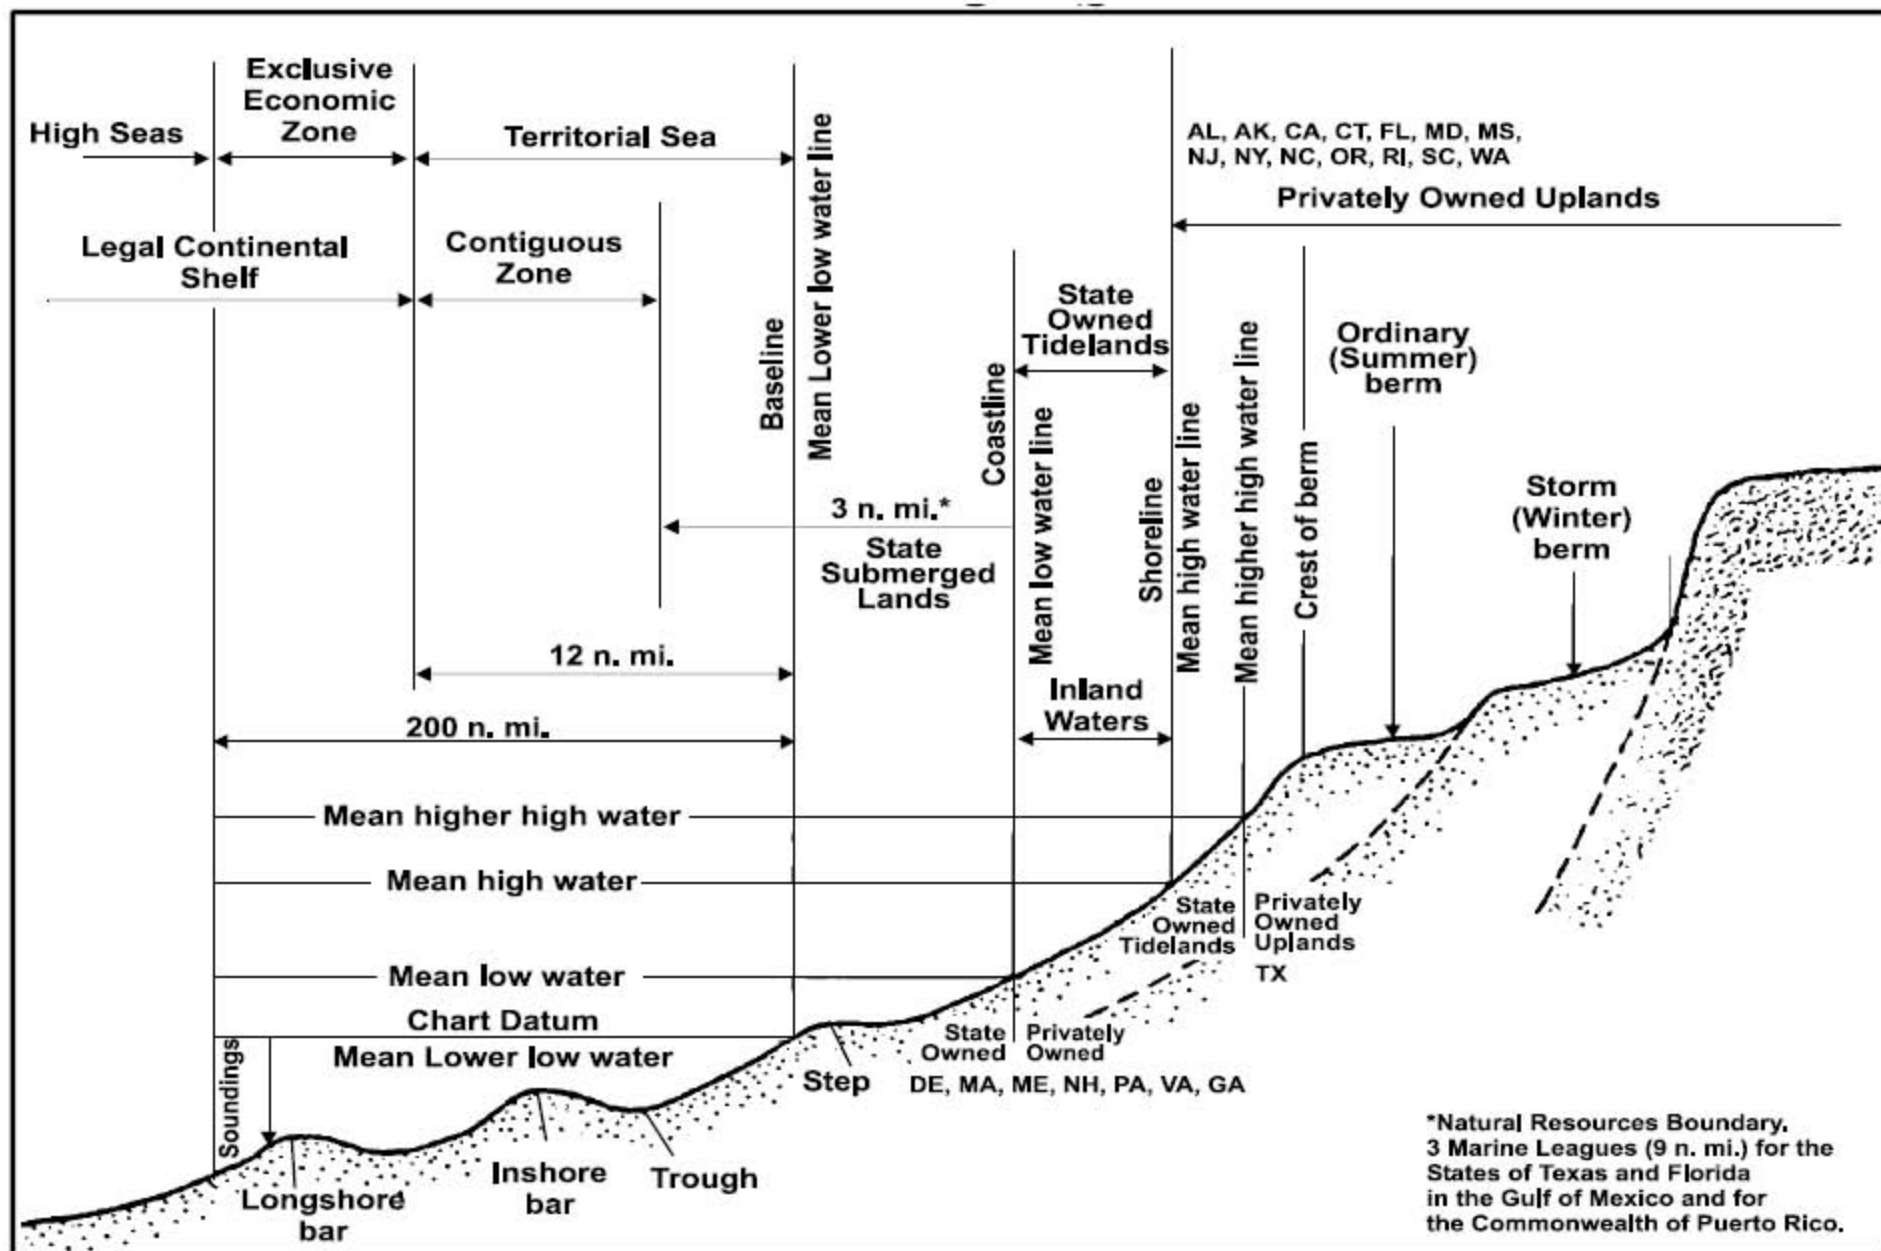 High Seas
Exclusive
Economic
Zone
Territorial Sea
Legal Continental
Shelf
Contiguous
Zone
Baseline
Mean Lower low water line
AL, AK, CA, CT, FL, MD, MS,
NJ, NY, NC, OR, RI, SC, WA
Privately Owned Uplands
State
Owned
Tidelands
Coastline
Mean low water line
Shoreline
Mean high water line
Mean higher high water line
Crest of berm
Ordinary
(Summer)
berm
Storm
(Winter)
berm
3 n. mi.*
State
Submerged
Lands
12 n. mi.
200 n. mi.
Inland
Waters
Mean higher high water
Mean high water
Mean low water
Chart Datum
Mean Lower low water
Soundings
State
Owned
Tidelands
Privately
Owned
Uplands
TX
State
Owned
Privately
Owned
DE, MA, ME, NH, PA, VA, GA
Step
Trough
Inshore
bar
Longshore
bar
*Natural Resources Boundary.
3 Marine Leagues (9 n. mi.) for the
States of Texas and Florida
in the Gulf of Mexico and for
the Commonwealth of Puerto Rico.